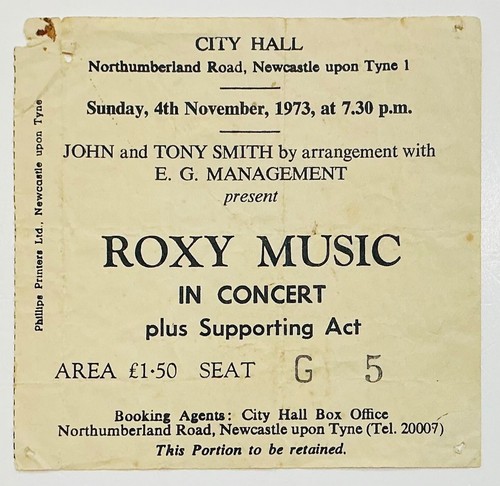 CITY HALL
Northumberland Road, Newcastle upon Tyne 1
Sunday, 4th November, 1973, at 7.30 p.m.
JOHN and TONY SMITH by arrangement with
E. G. MANAGEMENT
present
ROXY MUSIC
IN CONCERT
plus Supporting Act
AREA £1·50 SEAT G 5
Booking Agents: City Hall Box Office
Northumberland Road, Newcastle upon Tyne (Tel. 20007)
This Portion to be retained.
Phillips Printers Ltd., Newcastle upon Tyne